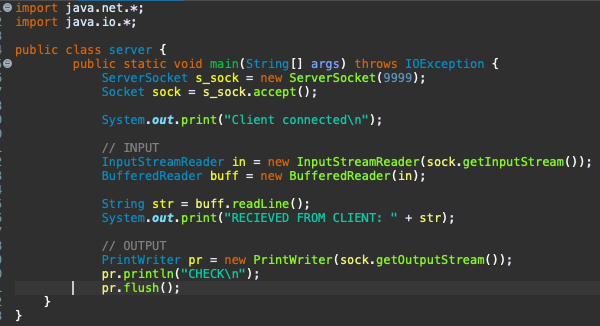 import java.net.*;
import java.io.*;
public class server {
public static void main(String[] args) throws IOException {
ServerSocket s_sock = new ServerSocket(9999);
Socket sock = s_sock.accept();
System.out.print("Client connected\n");
// INPUT
InputStreamReader in = new InputStreamReader(sock.getInputStream());
BufferedReader buff = new BufferedReader(in);
String str = buff.readLine();
System.out.print("RECIEVED FROM CLIENT: " + str);
// OUTPUT
PrintWriter pr = new PrintWriter(sock.getOutputStream());
pr.println("CHECK\n");
pr.flush();
}
}